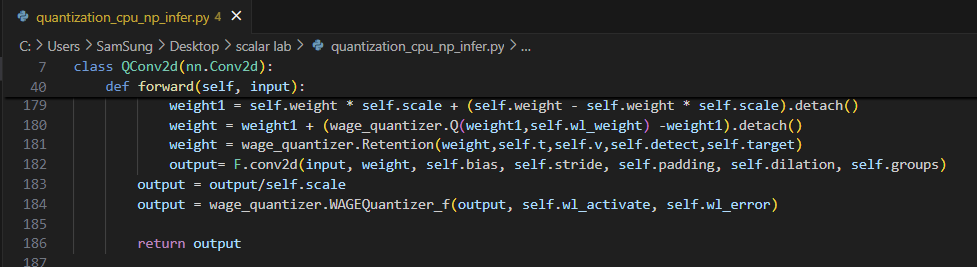 quantization_cpu_np_infer.py 4 ×
C: > Users > SamSung > Desktop > scalar lab > quantization_cpu_np_infer.py > ...
7 class QConv2d(nn.Conv2d):
40 def forward(self, input):
179 weight1 = self.weight * self.scale + (self.weight - self.weight * self.scale).detach()
180 weight = weight1 + (wage_quantizer.Q(weight1,self.wl_weight) -weight1).detach()
181 weight = wage_quantizer.Retention(weight,self.t,self.v,self.detect,self.target)
182 output= F.conv2d(input, weight, self.bias, self.stride, self.padding, self.dilation, self.groups)
183 output = output/self.scale
184 output = wage_quantizer.WAGEQuantizer_f(output, self.wl_activate, self.wl_error)
185
186 return output
187